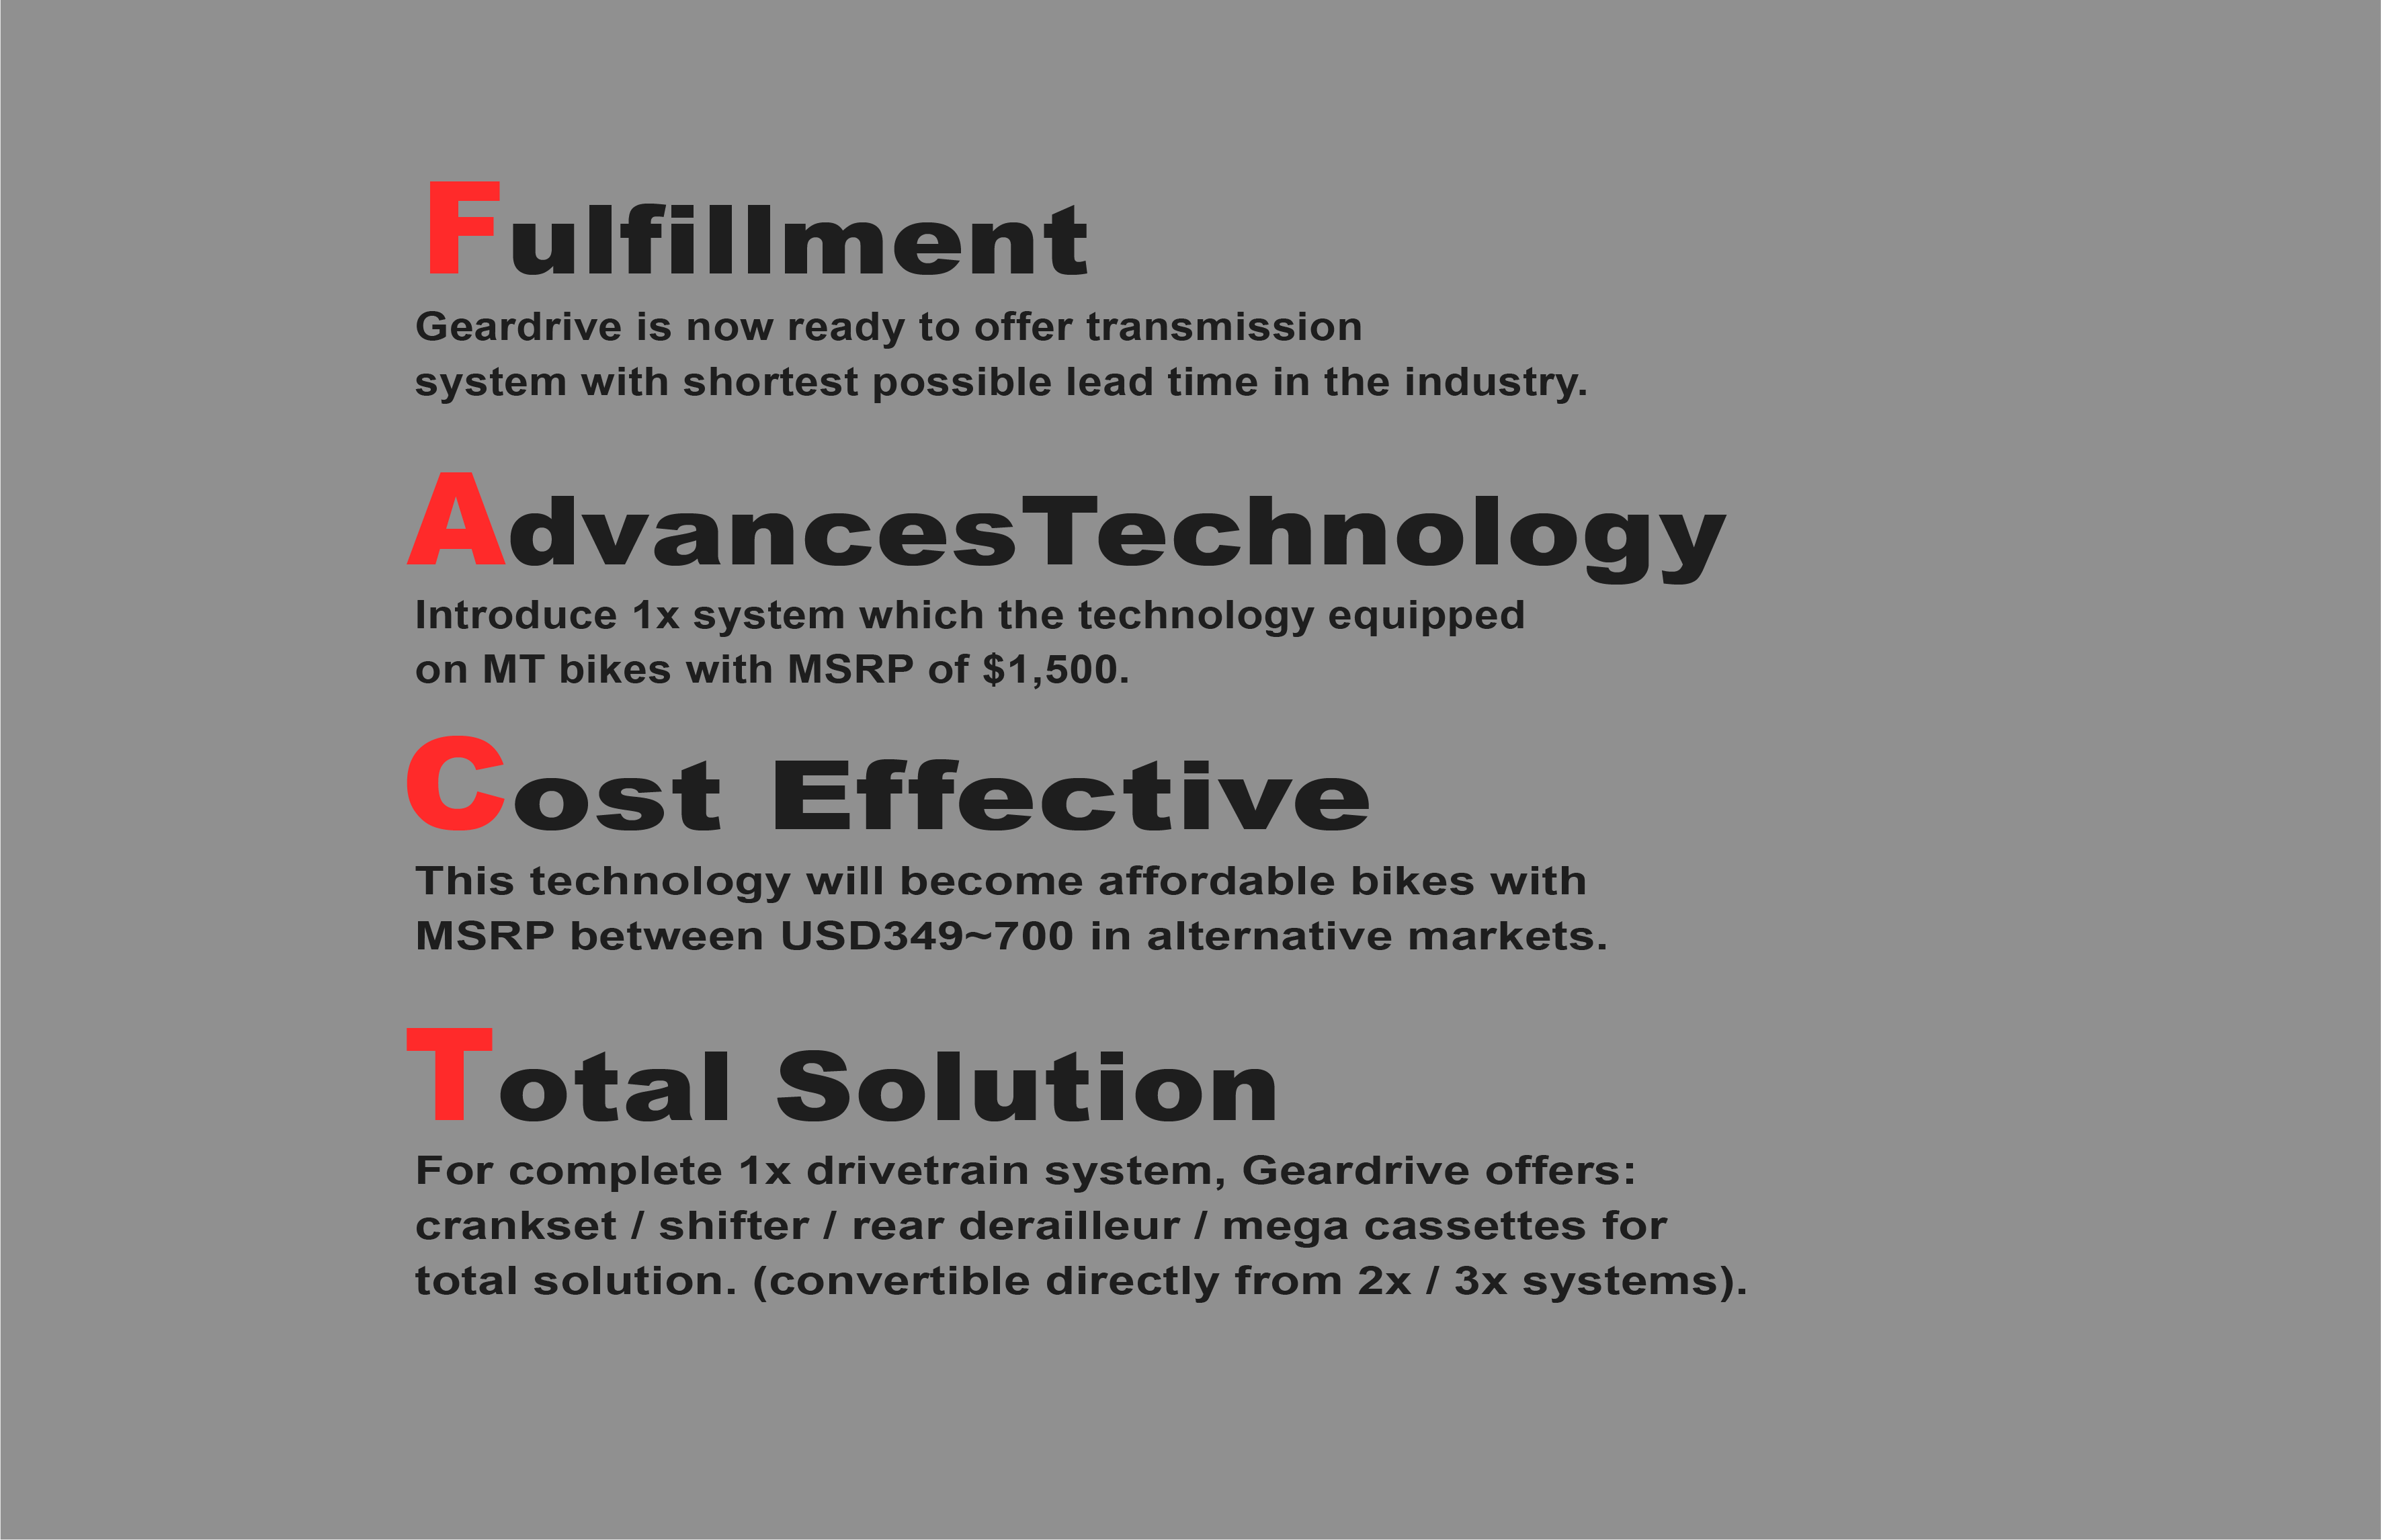 Fulfillment
Geardrive is now ready to offer transmission
system with shortest possible lead time in the industry.
AdvancesTechnology
Introduce 1x system which the technology equipped
on MT bikes with MSRP of $1,500.
Cost Effective
This technology will become affordable bikes with
MSRP between USD349~700 in alternative markets.
Total Solution
For complete 1x drivetrain system, Geardrive offers:
crankset / shifter / rear derailleur / mega cassettes for
total solution. (convertible directly from 2x / 3x systems).